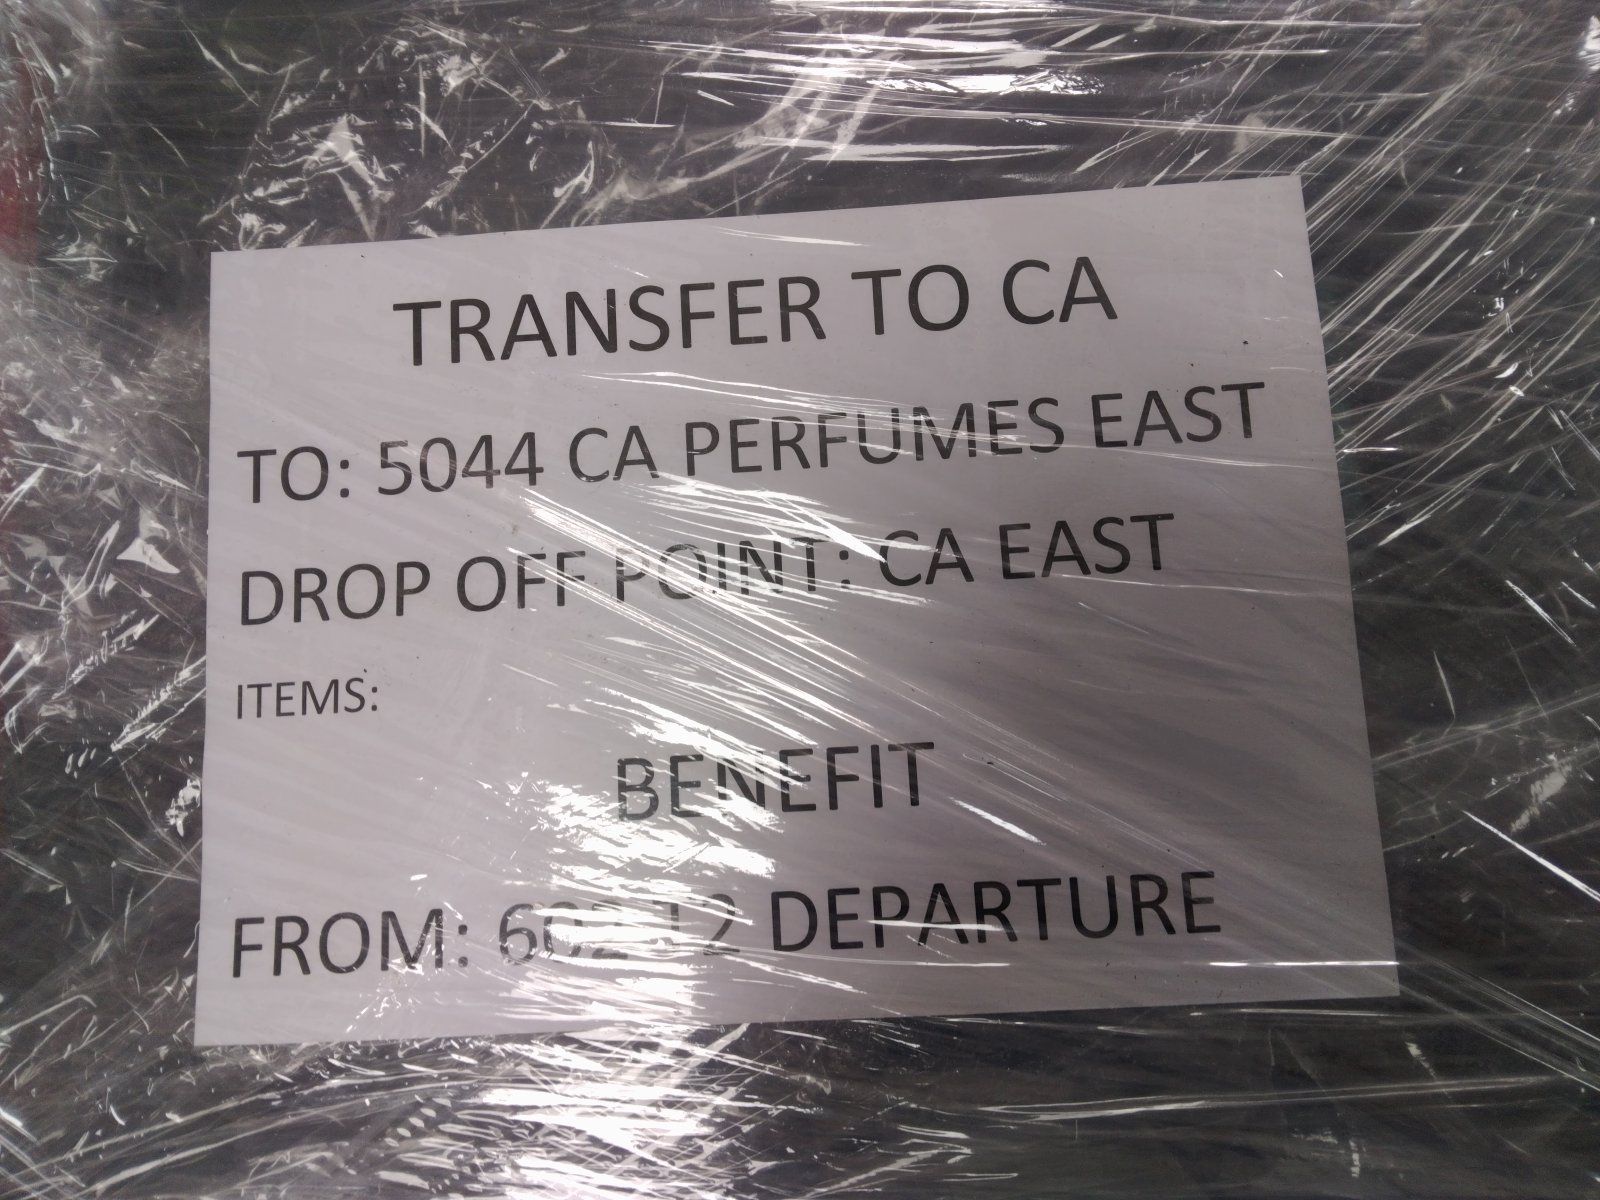 TRANSFER TO CA
TO: 5044 CA PERFUMES EAST
DROP OFF POINT: CA EAST
ITEMS:
BENEFIT
FROM: DEPARTURE